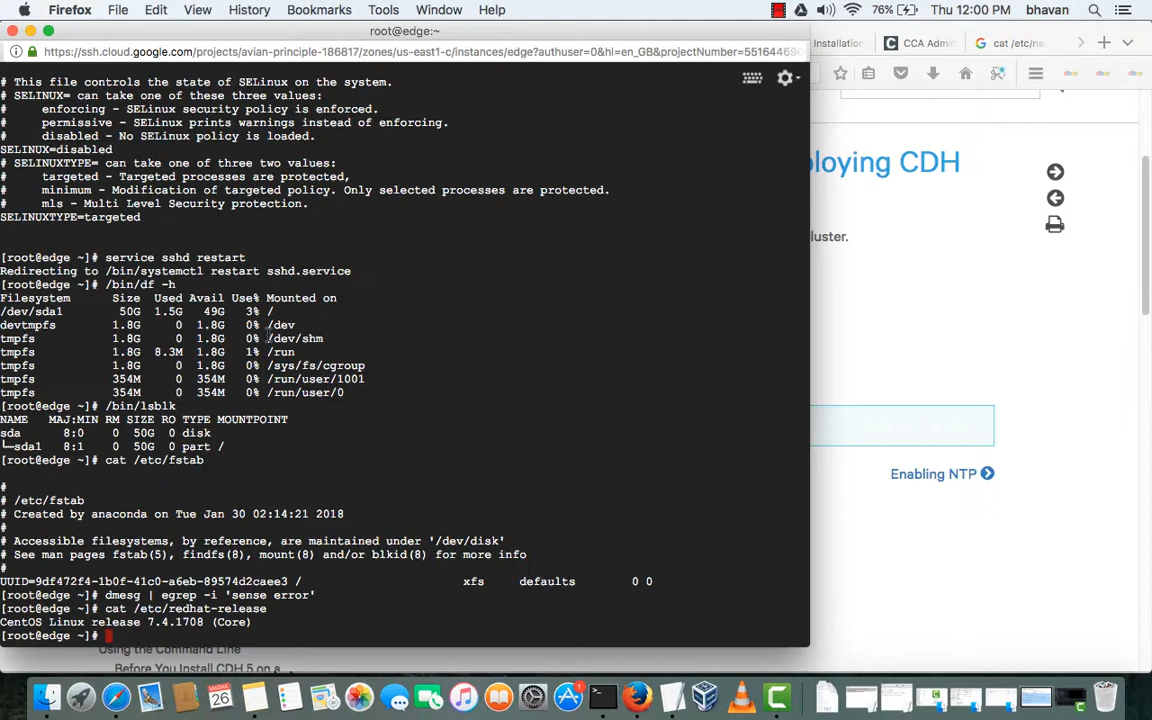 Firefox File Edit View History Bookmarks Tools Window Help 76% Thu 12:00 PM bhavan
root@edge:~
https://ssh.cloud.google.com/projects/avian-principle-186817/zones/us-east1-c/instances/edge?authuser=0&hl=en_GB&projectNumber=5516446
Installation
CCA Admi
cat /etc/ns
ebay
ebay
ebay
# This file controls the state of SELinux on the system.
# SELINUX= can take one of these three values:
#     enforcing - SELinux security policy is enforced.
#     permissive - SELinux prints warnings instead of enforcing.
#     disabled - No SELinux policy is loaded.
SELINUX=disabled
# SELINUXTYPE= can take one of three two values:
#     targeted - Targeted processes are protected,
#     minimum - Modification of targeted policy. Only selected processes are protected.
#     mls - Multi Level Security protection.
SELINUXTYPE=targeted
[root@edge ~]# service sshd restart
Redirecting to /bin/systemctl restart sshd.service
[root@edge ~]# /bin/df -h
Filesystem      Size  Used Avail Use% Mounted on
/dev/sda1        50G  1.5G   49G   3% /
devtmpfs        1.8G     0  1.8G   0% /dev
tmpfs           1.8G     0  1.8G   0% /dev/shm
tmpfs           1.8G  8.3M  1.8G   1% /run
tmpfs           1.8G     0  1.8G   0% /sys/fs/cgroup
tmpfs           354M     0  354M   0% /run/user/1001
tmpfs           354M     0  354M   0% /run/user/0
[root@edge ~]# /bin/lsblk
NAME   MAJ:MIN RM SIZE RO TYPE MOUNTPOINT
sda      8:0    0  50G  0 disk
└─sda1   8:1    0  50G  0 part /
[root@edge ~]# cat /etc/fstab
#
# /etc/fstab
# Created by anaconda on Tue Jan 30 02:14:21 2018
#
# Accessible filesystems, by reference, are maintained under '/dev/disk'
# See man pages fstab(5), findfs(8), mount(8) and/or blkid(8) for more info
#
UUID=9df472f4-1b0f-41c0-a6eb-89574d2caee3 /                       xfs     defaults        0 0
[root@edge ~]# dmesg | egrep -i 'sense error'
[root@edge ~]# cat /etc/redhat-release
CentOS Linux release 7.4.1708 (Core)
[root@edge ~]#
ploying CDH
luster.
Enabling NTP
Using the Command Line
Before You Install CDH 5 on a ...
MAR
26
1